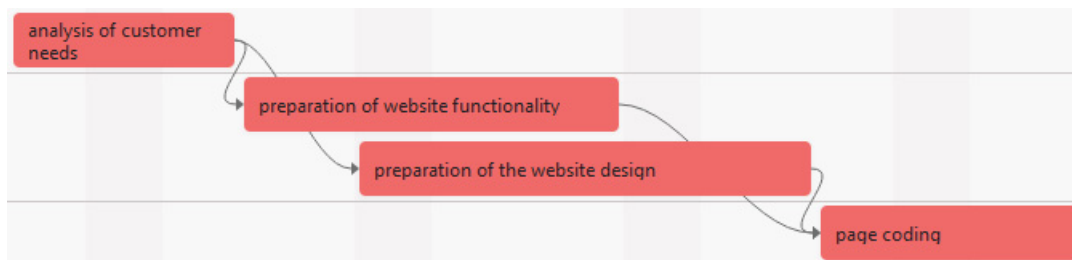 analysis of customer
needs
preparation of website functionality
preparation of the website design
page coding